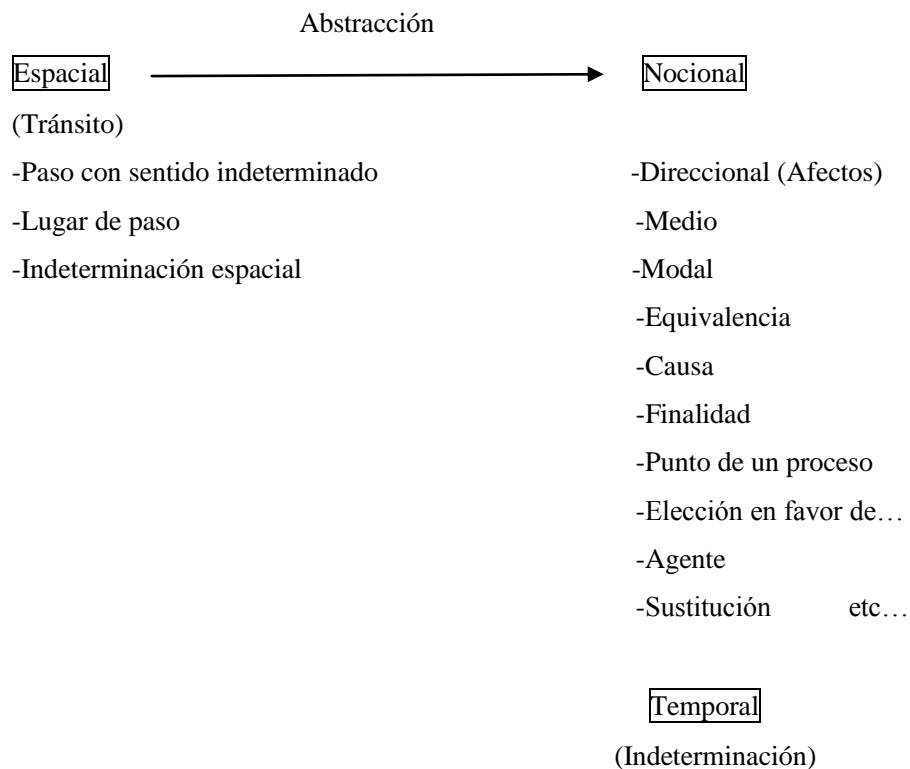 Abstracción
Espacial Nocional
(Tránsito)
-Paso con sentido indeterminado -Direccional (Afectos)
-Lugar de paso -Medio
-Indeterminación espacial -Modal
-Equivalencia
-Causa
-Finalidad
-Punto de un proceso
-Elección en favor de…
-Agente
-Sustitución etc…
Temporal
(Indeterminación)